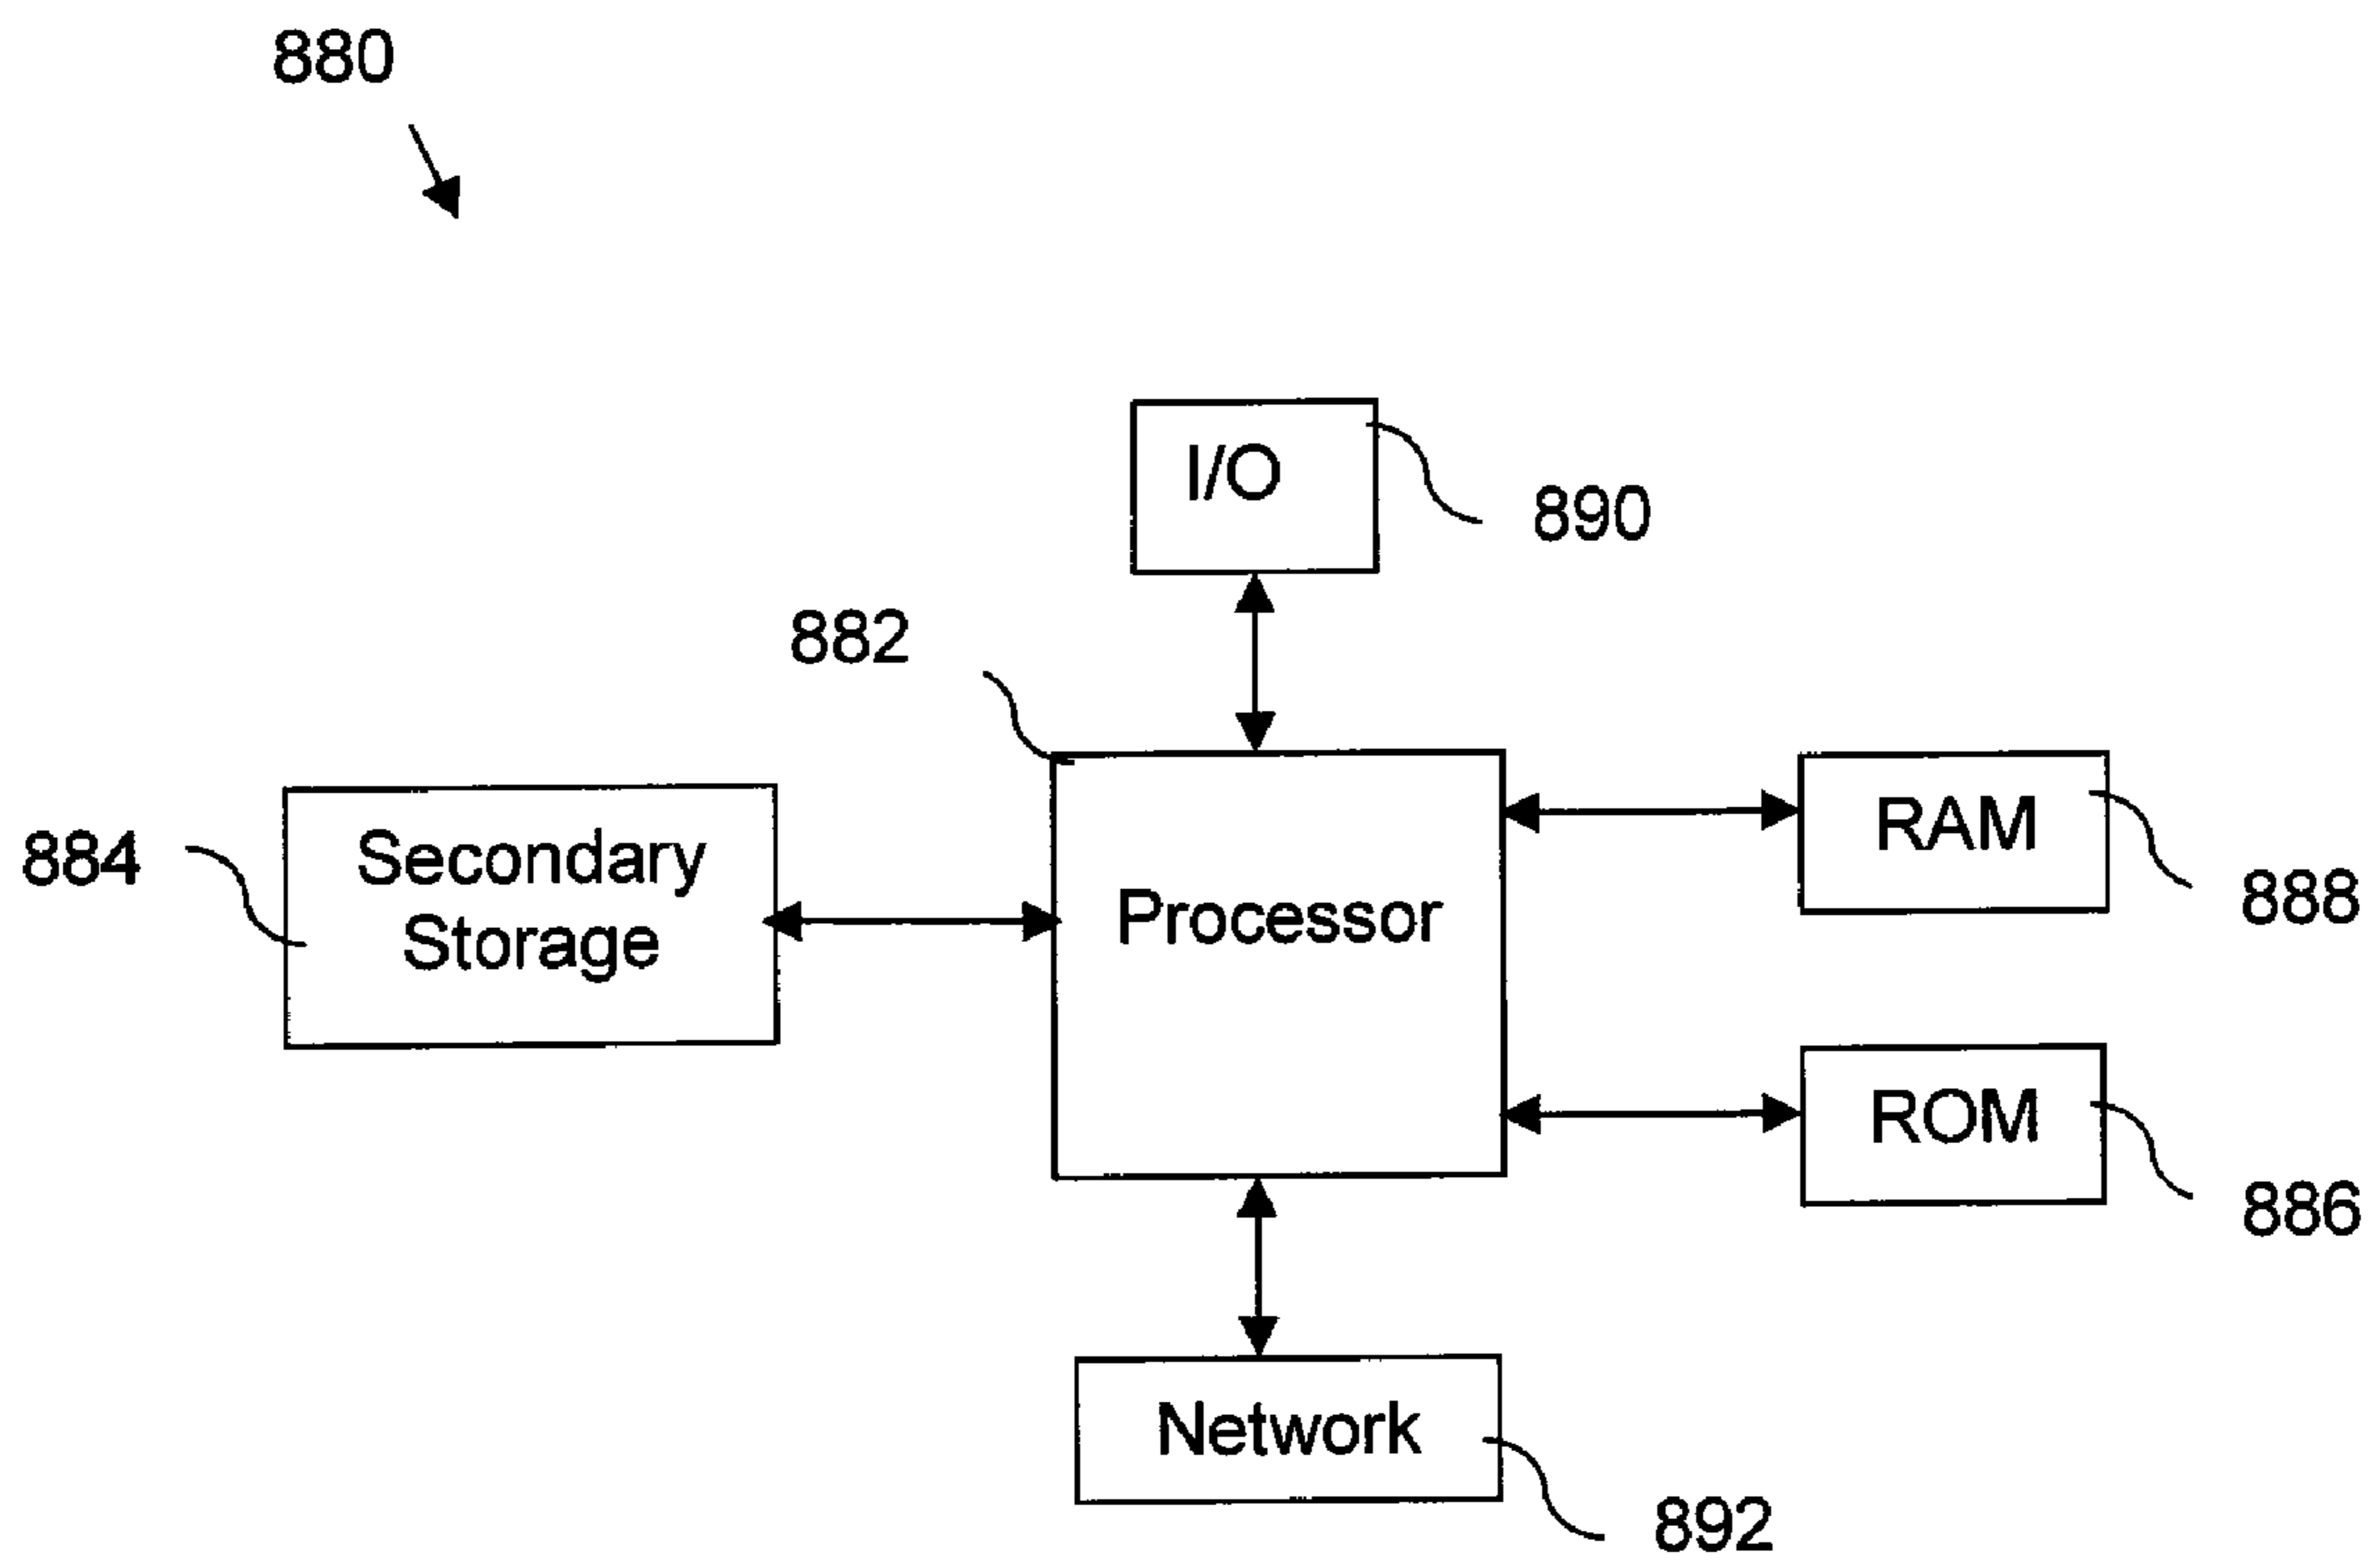 880
I/O
890
882
884
Secondary
Storage
Processor
RAM
888
ROM
886
Network
892